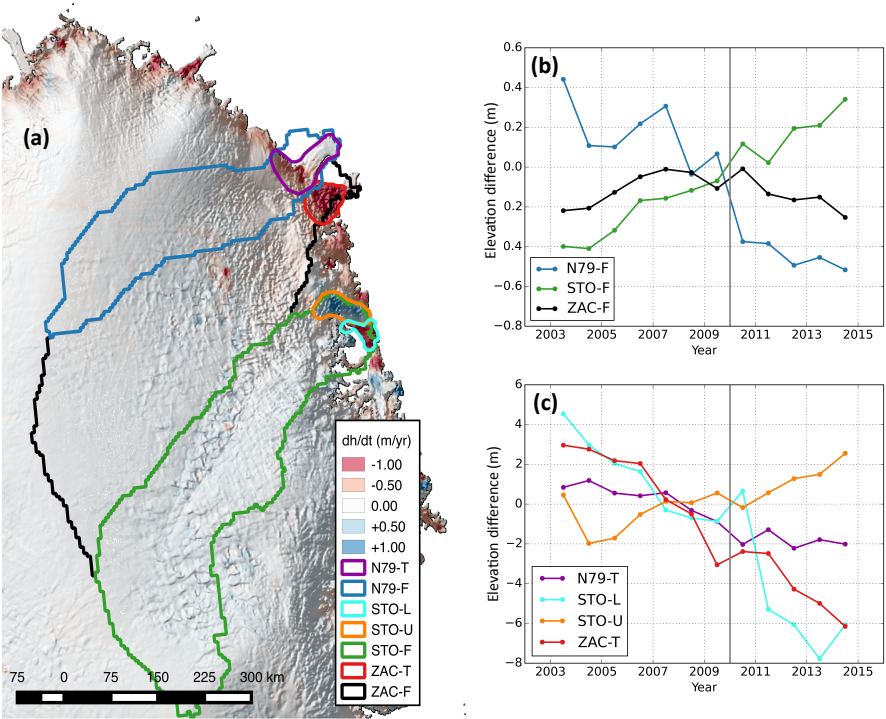 (a)
dh/dt (m/yr)
-1.00
-0.50
0.00
+0.50
+1.00
N79-T
N79-F
STO-L
STO-U
STO-F
ZAC-T
ZAC-F
75 0 75 150 225 300 km
(b)
Elevation difference (m)
0.6
0.4
0.2
0.0
0.2
0.4
−0.6
−0.8
N79-F
STO-F
ZAC-F
2003 2005 2007 2009 2011 2013 2015
Year
(c)
Elevation difference (m)
6
4
2
0
−2
−4
−6
−8
N79-T
STO-L
STO-U
ZAC-T
2003 2005 2007 2009 2011 2013 2015
Year